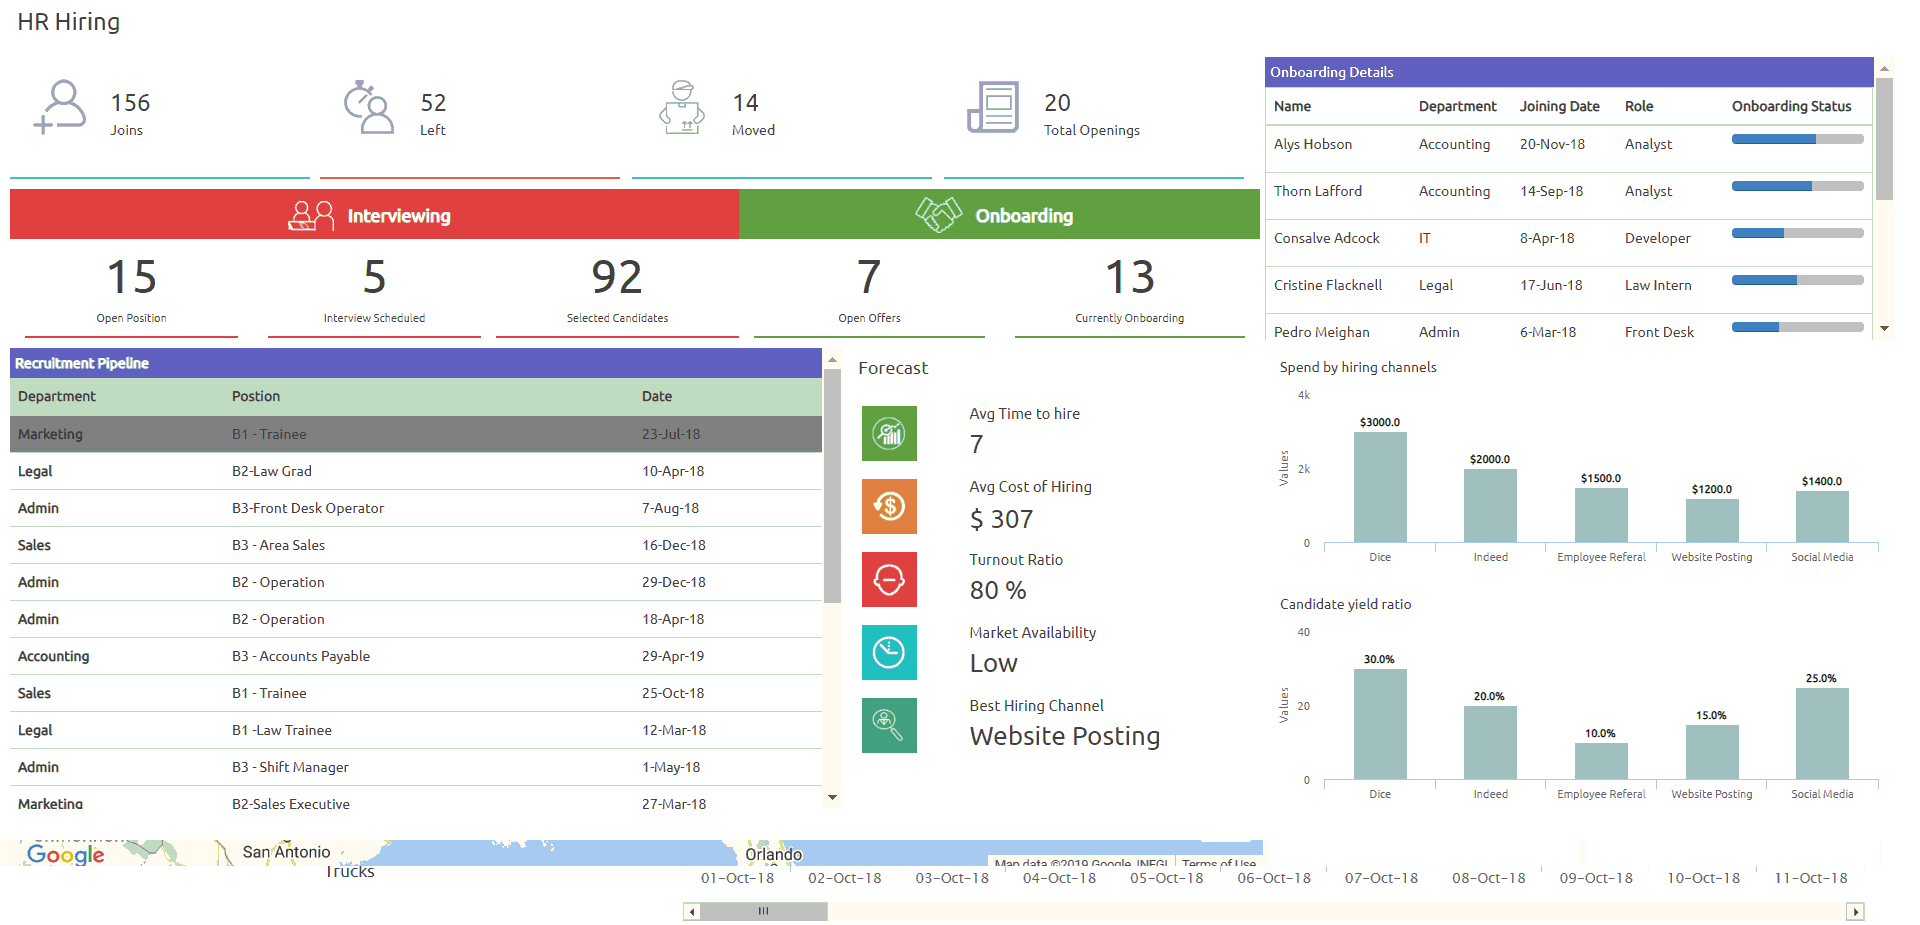 HR Hiring
156
Joins
52
Left
14
Moved
20
Total Openings
Interviewing
Onboarding
15
Open Position
5
Interview Scheduled
92
Selected Candidates
7
Open Offers
13
Currently Onboarding
Onboarding Details
Name Department Joining Date Role Onboarding Status
Alys Hobson Accounting 20-Nov-18 Analyst
Thorn Lafford Accounting 14-Sep-18 Analyst
Consalve Adcock IT 8-Apr-18 Developer
Cristine Flacknell Legal 17-Jun-18 Law Intern
Pedro Meighan Admin 6-Mar-18 Front Desk
Recruitment Pipeline
Department Postion Date
Marketing B1 - Trainee 23-Jul-18
Legal B2-Law Grad 10-Apr-18
Admin B3-Front Desk Operator 7-Aug-18
Sales B3 - Area Sales 16-Dec-18
Admin B2 - Operation 29-Dec-18
Admin B2 - Operation 18-Apr-18
Accounting B3 - Accounts Payable 29-Apr-19
Sales B1 - Trainee 25-Oct-18
Legal B1 -Law Trainee 12-Mar-18
Admin B3 - Shift Manager 1-May-18
Marketing B2-Sales Executive 27-Mar-18
Forecast
Avg Time to hire
7
Avg Cost of Hiring
$ 307
Turnout Ratio
80 %
Market Availability
Low
Best Hiring Channel
Website Posting
Spend by hiring channels
Values
4k
2k
0
$3000.0 $2000.0 $1500.0 $1200.0 $1400.0
Dice Indeed Employee Referal Website Posting Social Media
Candidate yield ratio
Values
40
20
0
30.0% 20.0% 10.0% 15.0% 25.0%
Dice Indeed Employee Referal Website Posting Social Media
Google
San Antonio
Orlando
Map data ©2019 Google, INEGI Terms of Use
Trucks
01-Oct-18 02-Oct-18 03-Oct-18 04-Oct-18 05-Oct-18 06-Oct-18 07-Oct-18 08-Oct-18 09-Oct-18 10-Oct-18 11-Oct-18